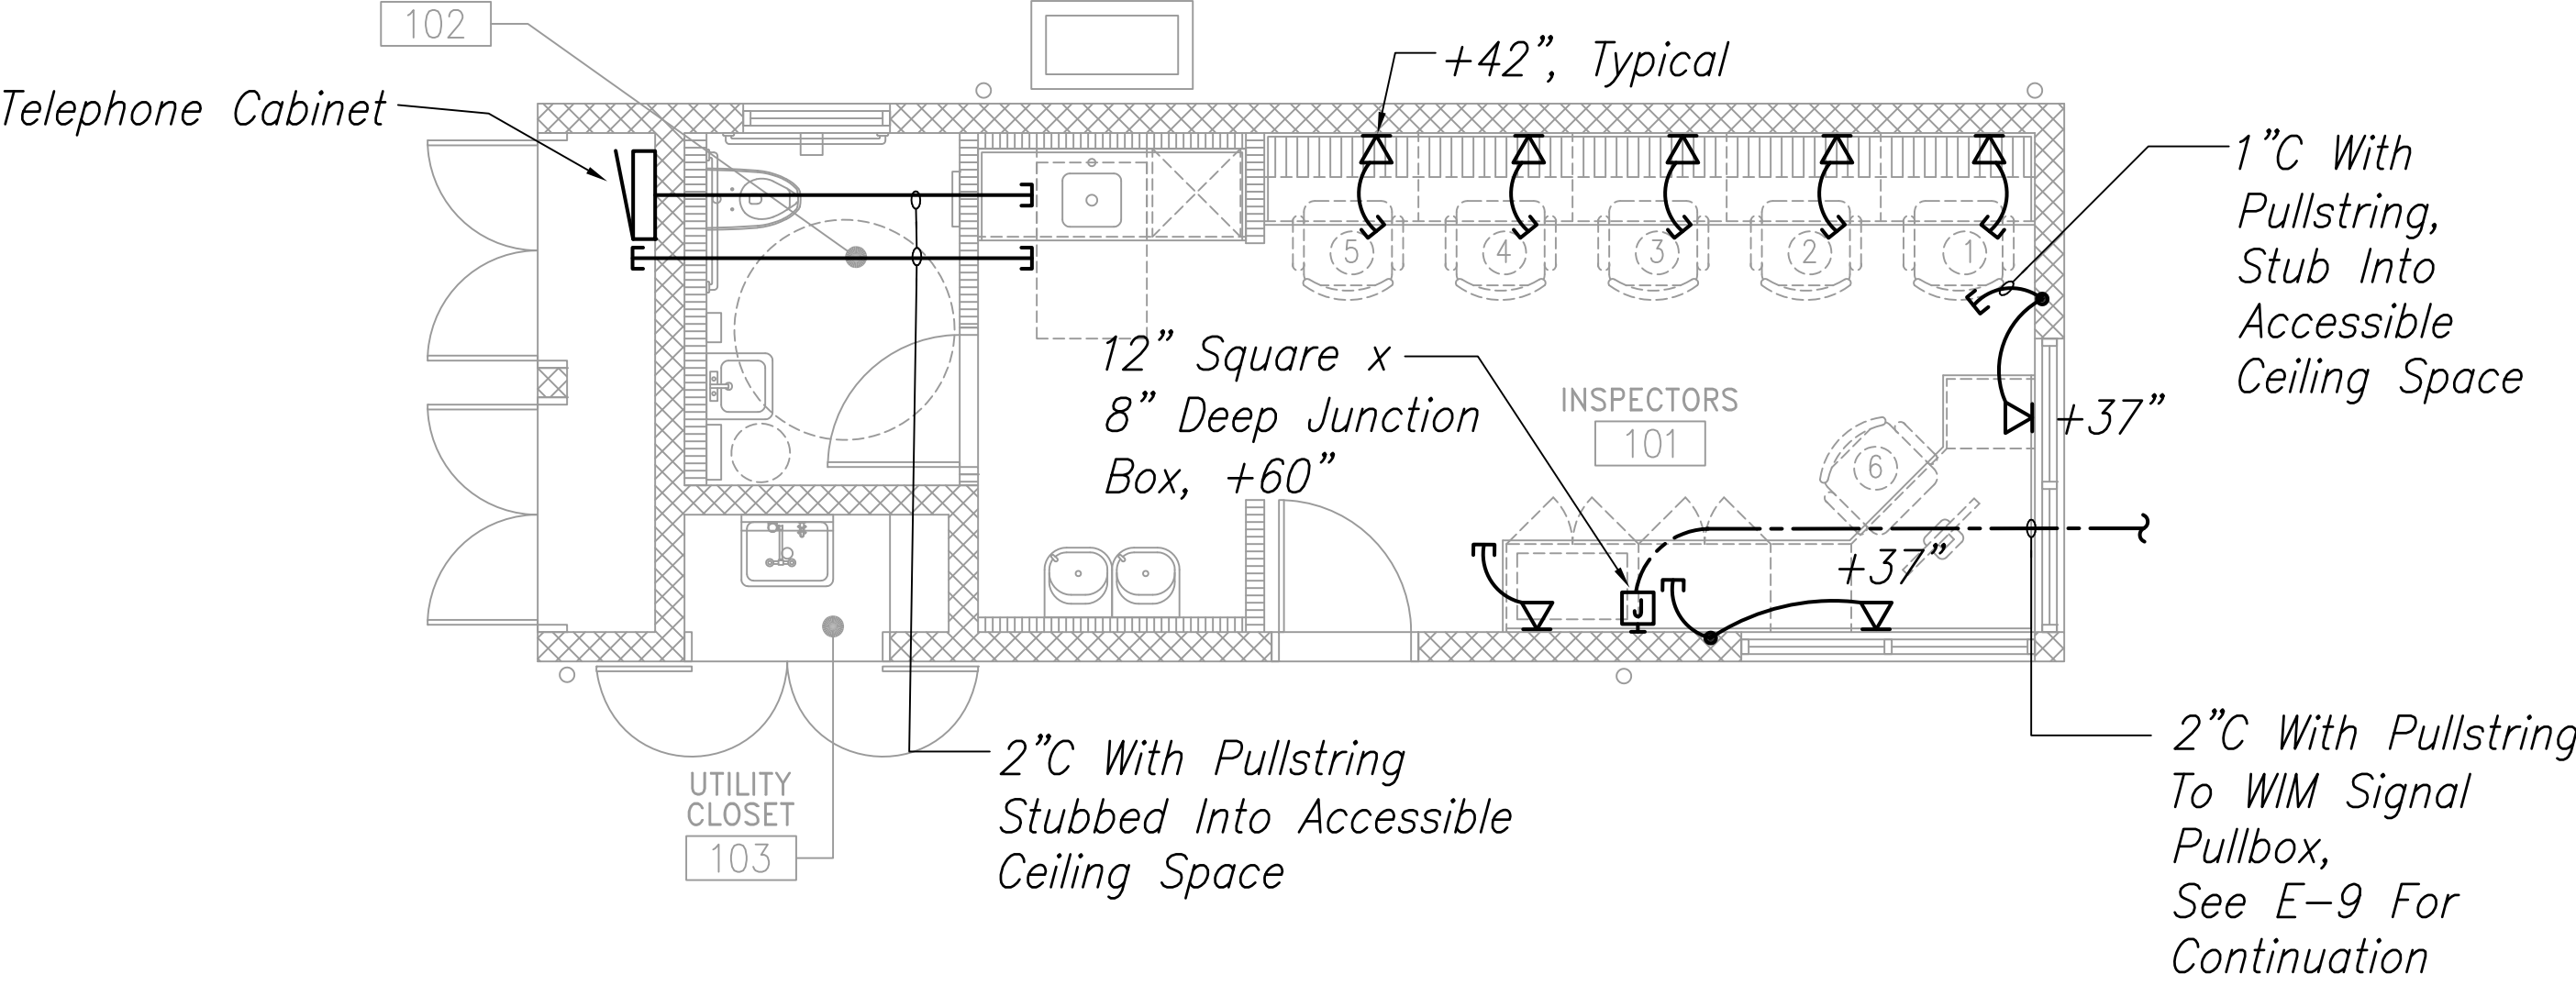 102
+42", Typical
Telephone Cabinet
1"C With
Pullstring,
Stub Into
Accessible
Ceiling Space
5
4
3
2
1
12" Square x
8" Deep Junction
Box, +60"
INSPECTORS
101
+37"
6
+37"
J
2"C With Pullstring
Stubbed Into Accessible
Ceiling Space
2"C With Pullstring
To WIM Signal
Pullbox,
See E-9 For
Continuation
UTILITY
CLOSET
103